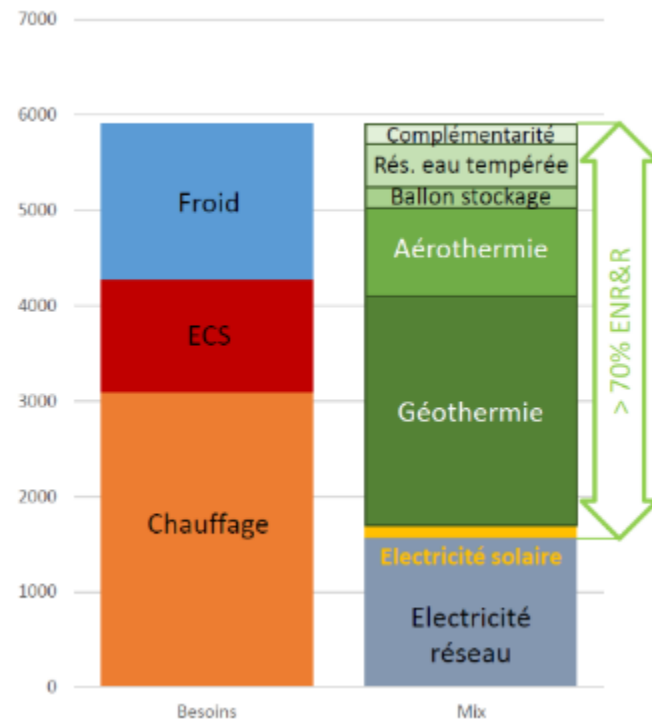 7000
6000
5000
4000
3000
2000
1000
0
Froid
ECS
Chauffage
Complémentarité
Rés. eau tempérée
Ballon stockage
Aérothermie
Géothermie
Electricité solaire
Electricité
réseau
> 70% ENR&R
Besoins
Mix